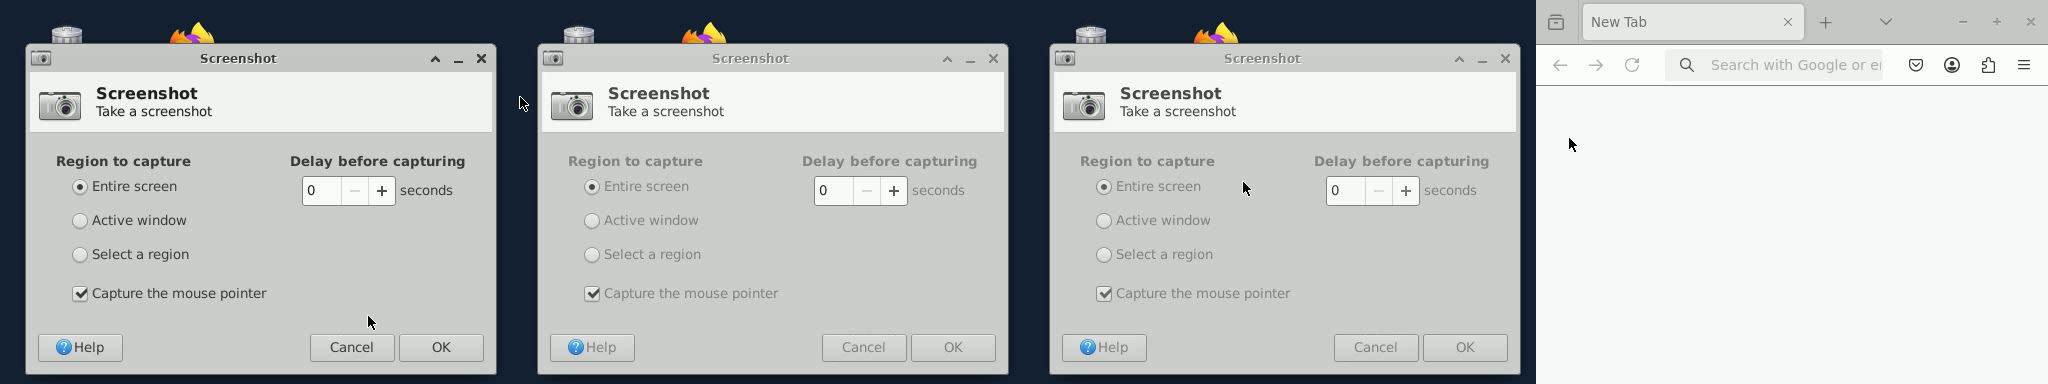 Screenshot
Screenshot
Take a screenshot
Region to capture
Delay before capturing
Entire screen
0
seconds
Active window
Select a region
Capture the mouse pointer
Help
Cancel
OK
Screenshot
Screenshot
Take a screenshot
Region to capture
Delay before capturing
Entire screen
0
seconds
Active window
Select a region
Capture the mouse pointer
Help
Cancel
OK
Screenshot
Screenshot
Take a screenshot
Region to capture
Delay before capturing
Entire screen
0
seconds
Active window
Select a region
Capture the mouse pointer
Help
Cancel
OK
New Tab
Search with Google or e